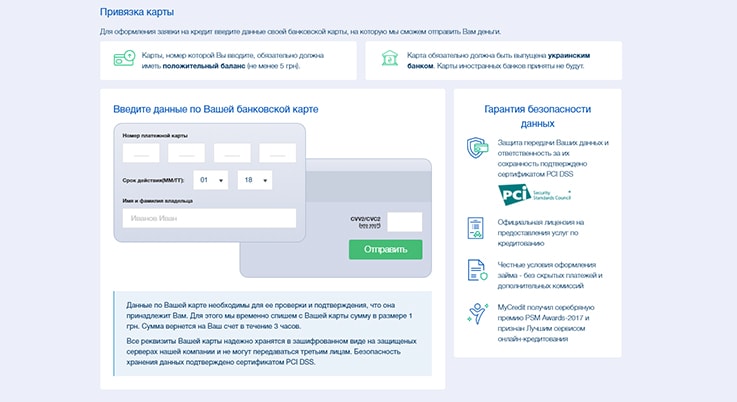 Привязка карты
Для оформления заявки на кредит введите данные своей банковской карты, на которую мы сможем отправить Вам деньги.
Карты, номер которой Вы вводите, обязательно должна
иметь положительный баланс (не менее 5 грн).
Карта обязательно должна быть выпущена украинским
банком. Карты иностранных банков приняты не будут.
Введите данные по Вашей банковской карте
Номер платежной карты
Срок действия(ММ/ГГ):
01
18
Имя и фамилия владельца
Иванов Иван
CVV2/CVC2
Отправить
Данные по Вашей карте необходимы для ее проверки и подтверждения, что она
принадлежит Вам. Для этого мы временно спишем с Вашей карты сумму в размере 1
грн. Сумма вернется на Ваш счет в течение 3 часов.
Все реквизиты Вашей карты надежно хранятся в зашифрованном виде на защищеных
серверах нашей компании и не могут передаваться третьим лицам. Безопасность
хранения данных подтверждено сертификатом PCI DSS.
Гарантия безопасности
данных
Защита передачи Ваших данных и
ответственность за их
сохранность подтверждено
сертификатом PCI DSS
PCI Security
Standards Council
Официальная лицензия на
предоставления услуг по
кредитованию
Честные условия оформления
займа - без скрытых платежей и
дополнительных комиссий
MyCredit получил серебряную
премию PSM Awards-2017 и
признан Лучшим сервисом
онлайн-кредитования